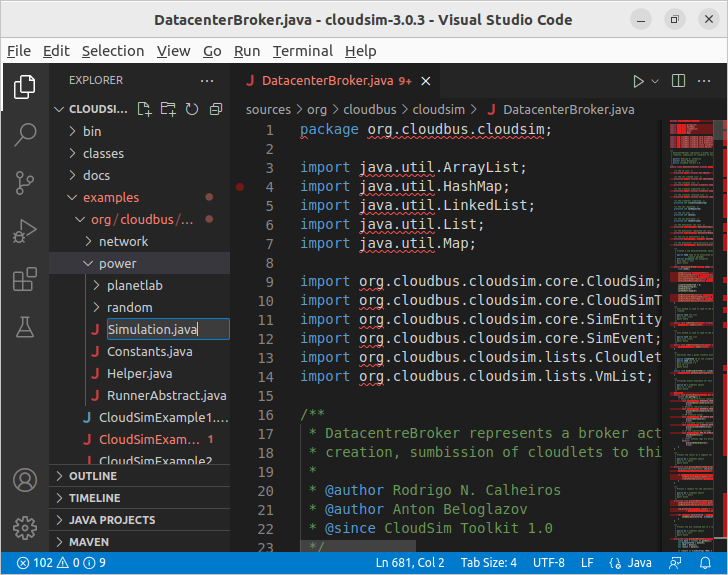 DatacenterBroker.java - cloudsim-3.0.3 - Visual Studio Code
File Edit Selection View Go Run Terminal Help
EXPLORER
CLOUDSI...
bin
classes
docs
examples
org/cloudbus/...
network
power
planetlab
random
Simulation.java
Constants.java
Helper.java
RunnerAbstract.java
CloudSimExample1....
CloudSimExam... 1
CloudSimExample2
OUTLINE
TIMELINE
JAVA PROJECTS
MAVEN
DatacenterBroker.java 9+
sources > org > cloudbus > cloudsim > DatacenterBroker.java
1 package org.cloudbus.cloudsim;
2
3 import java.util.ArrayList;
4 import java.util.HashMap;
5 import java.util.LinkedList;
6 import java.util.List;
7 import java.util.Map;
8
9 import org.cloudbus.cloudsim.core.CloudSim;
10 import org.cloudbus.cloudsim.core.CloudSimT
11 import org.cloudbus.cloudsim.core.SimEntity
12 import org.cloudbus.cloudsim.core.SimEvent;
13 import org.cloudbus.cloudsim.lists.Cloudlet
14 import org.cloudbus.cloudsim.lists.VmList;
15
16 /**
17 * DatacentreBroker represents a broker act
18 * creation, sumbission of cloudlets to thi
19 *
20 * @author Rodrigo N. Calheiros
21 * @author Anton Beloglazov
22 * @since CloudSim Toolkit 1.0
23 */
102 0 9 Ln 681, Col 2 Tab Size: 4 UTF-8 LF {} Java